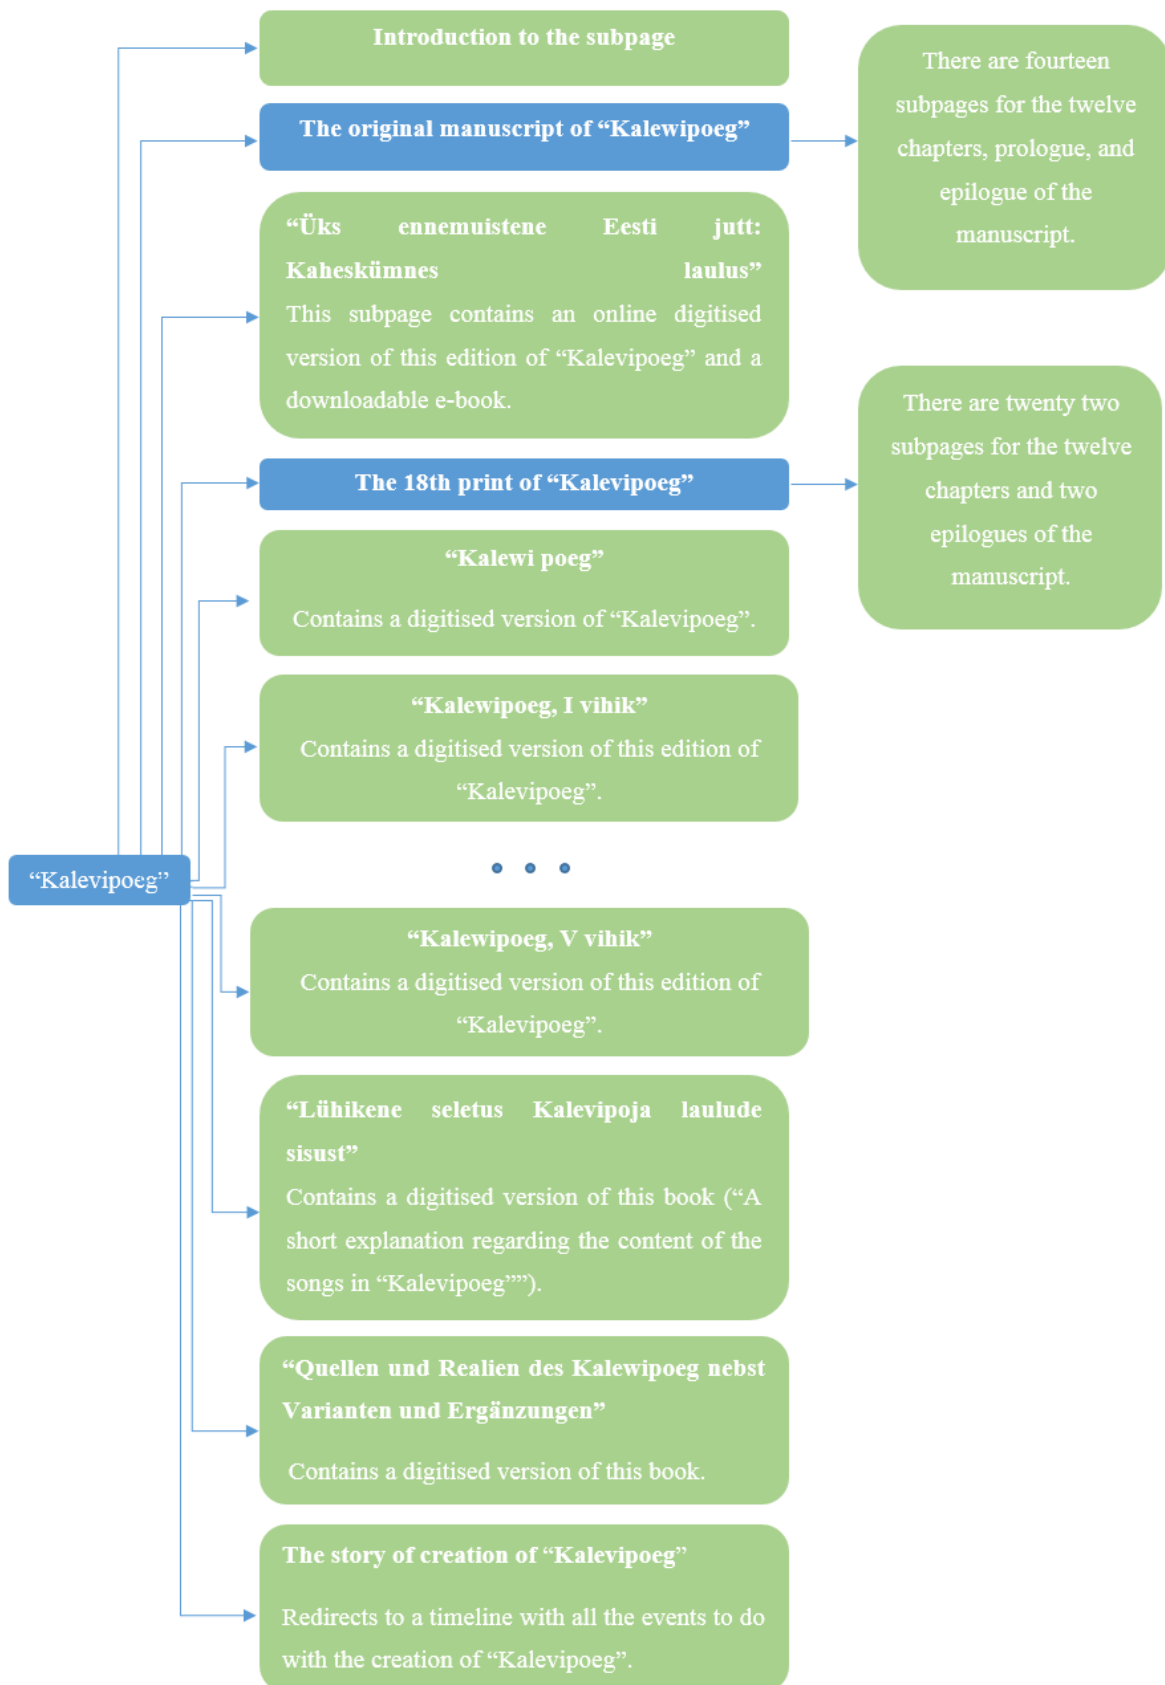 Introduction to the subpage
The original manuscript of “Kalewipoeg”
There are fourteen
subpages for the twelve
chapters, prologue, and
epilogue of the
manuscript.
“Üks ennemuistene Eesti jutt:
Kaheskümnes laulus”
This subpage contains an online digitised
version of this edition of “Kalevipoeg” and a
downloadable e-book.
The 18th print of “Kalevipoeg”
There are twenty two
subpages for the twelve
chapters and two
epilogues of the
manuscript.
“Kalewi poeg”
Contains a digitised version of “Kalevipoeg”.
“Kalewipoeg, I vihik”
Contains a digitised version of this edition of
“Kalevipoeg”.
“Kalevipoeg”
“Kalewipoeg, V vihik”
Contains a digitised version of this edition of
“Kalevipoeg”.
“Lühikene seletus Kalevipoja laulude
sisust”
Contains a digitised version of this book (“A
short explanation regarding the content of the
songs in “Kalevipoeg””).
“Quellen und Realien des Kalewipoeg nebst
Varianten und Ergänzungen”
Contains a digitised version of this book.
The story of creation of “Kalevipoeg”
Redirects to a timeline with all the events to do
with the creation of “Kalevipoeg”.